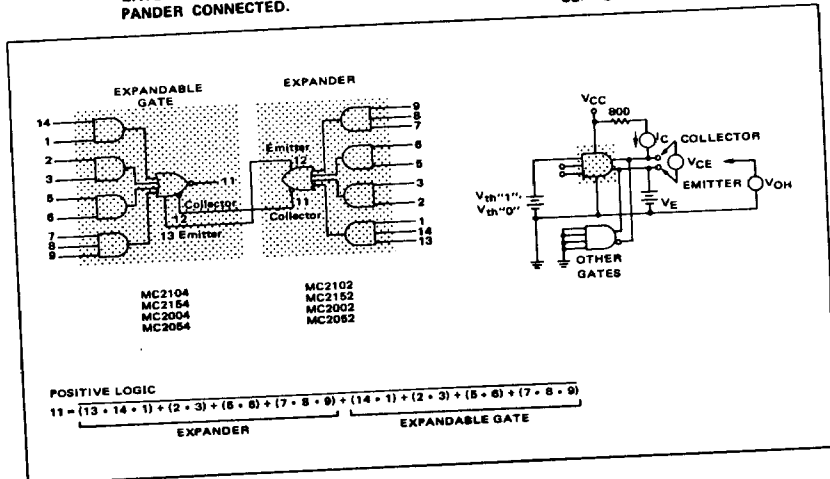 PANDER CONNECTED.
EXPANDABLE
GATE
EXPANDER
14
1
2
3
5
6
7
8
9
11
Collector
12
13 Emitter
Emitter
12
11
Collector
9
8
7
6
5
3
2
1
14
13
MC2104
MC2154
MC2004
MC2054
MC2102
MC2152
MC2002
MC2052
VCC
800
IC
COLLECTOR
VCE
EMITTER
VOH
Vth"1",
Vth"0"
VE
OTHER
GATES
POSITIVE LOGIC
11 = (13 • 14 • 1) + (2 • 3) + (5 • 6) + (7 • 8 • 9) + (14 • 1) + (2 • 3) + (5 • 6) + (7 • 8 • 9)
EXPANDER
EXPANDABLE GATE